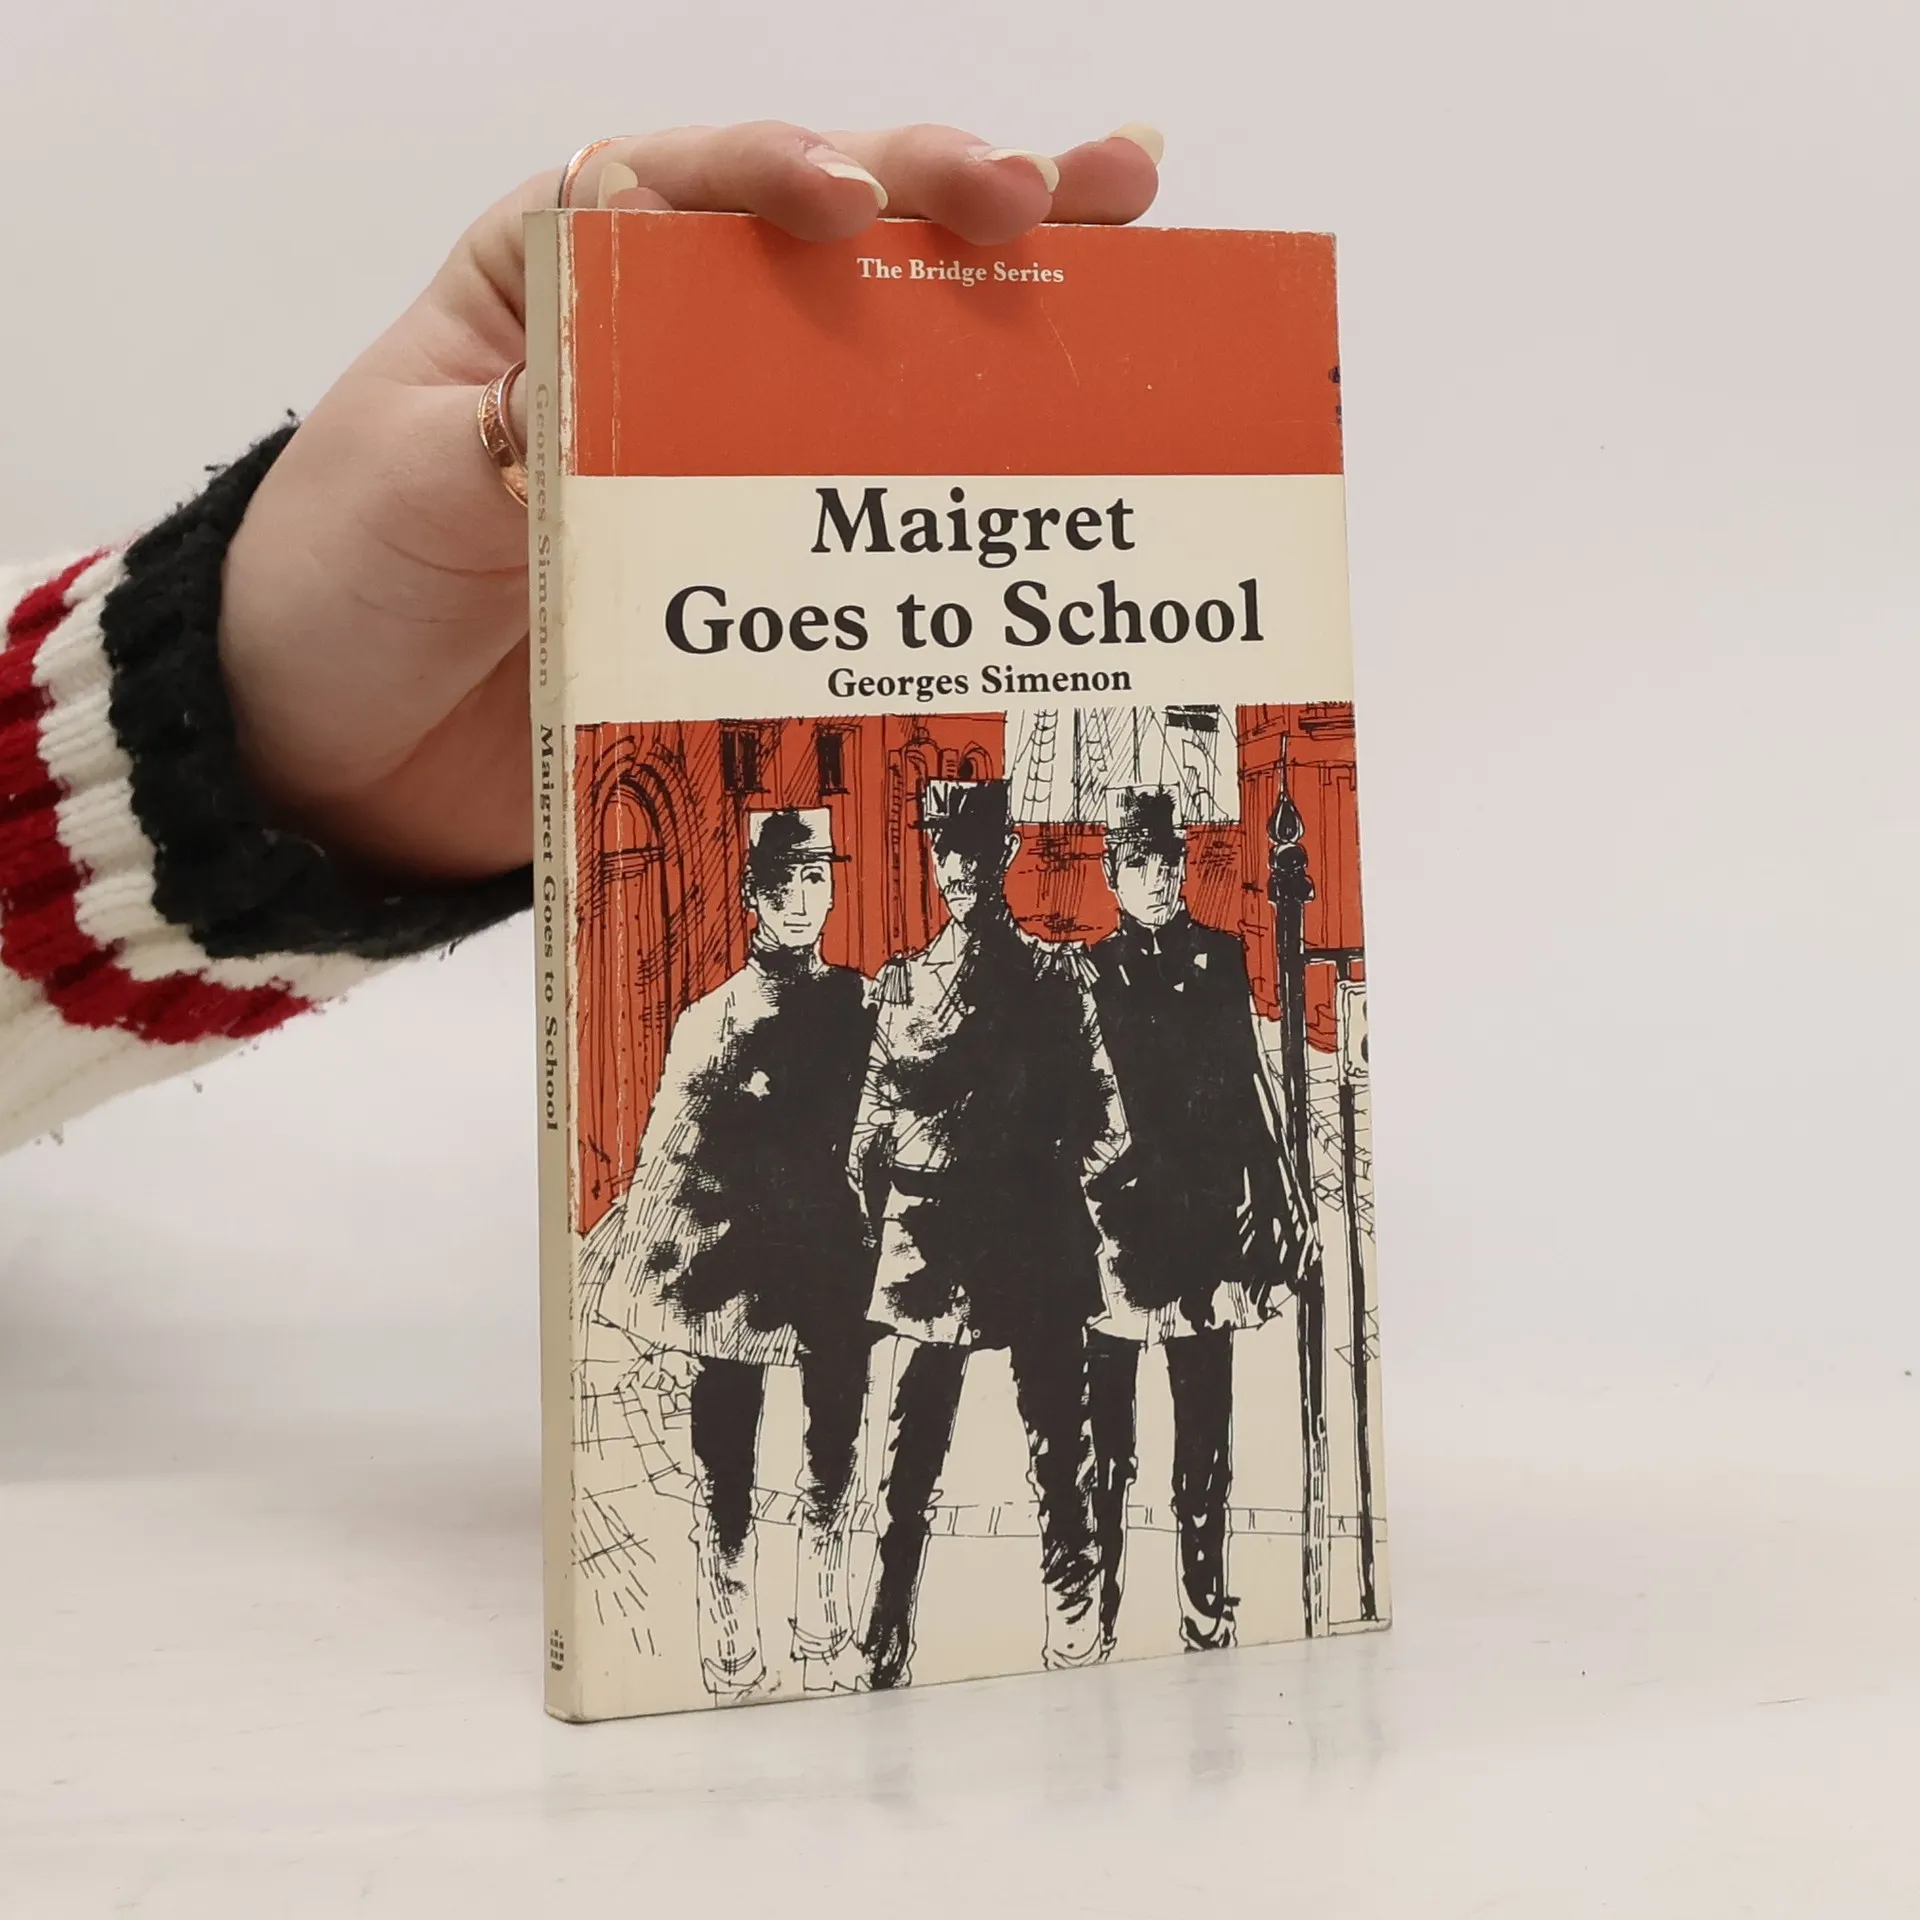 The Bridge Series
Maigret
Goes to School
Georges Simenon
Georges Simenon Maigret Goes to School